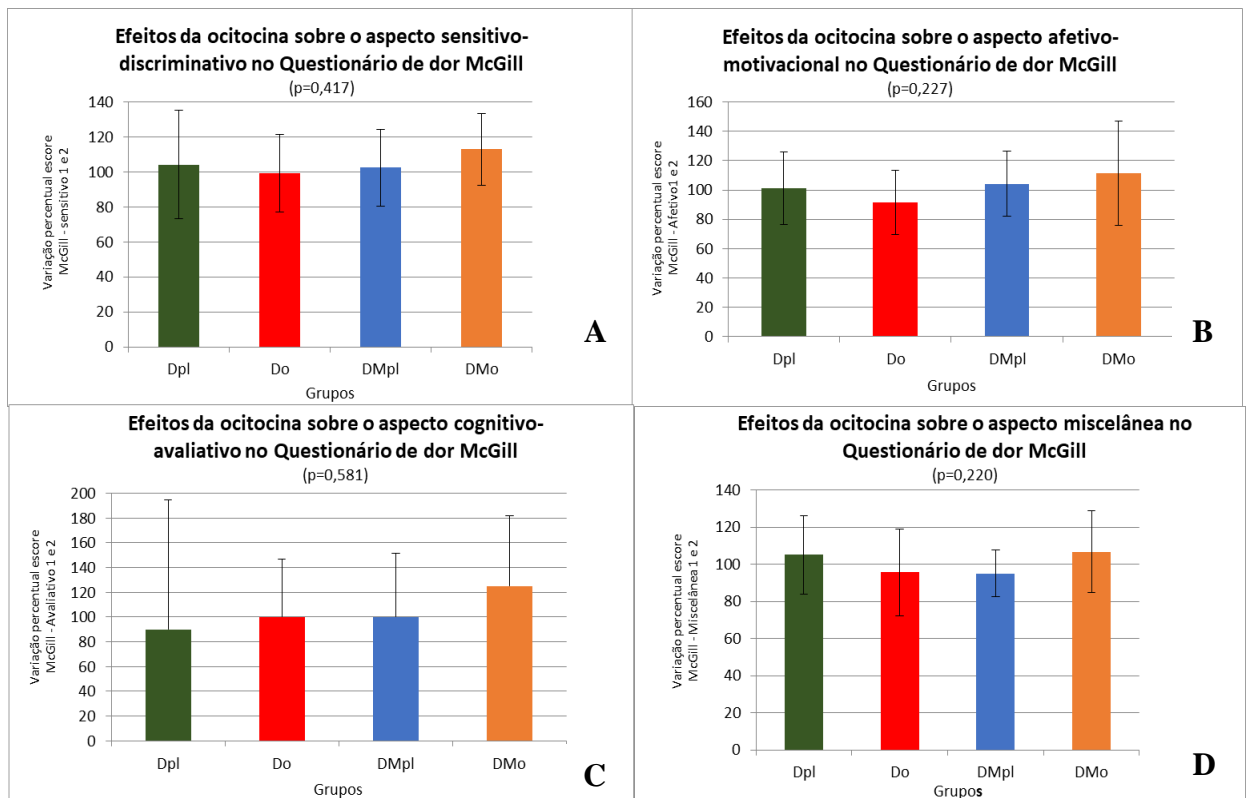 Efeitos da ocitocina sobre o aspecto sensitivo-
discriminativo no Questionário de dor McGill
(p=0,417)
Variação percentual escore
McGill - sensitivo 1 e 2
140
120
100
80
60
40
20
0
Dpl Do DMpl DMo
Grupos
A
Efeitos da ocitocina sobre o aspecto afetivo-
motivacional no Questionário de dor McGill
(p=0,227)
Variação percentual escore
McGill - Afetivo1 e 2
160
140
120
100
80
60
40
20
0
Dpl Do DMpl DMo
Grupos
B
Efeitos da ocitocina sobre o aspecto cognitivo-
avaliativo no Questionário de dor McGill
(p=0,581)
Variação percentual escore
McGill - Avaliativo 1 e 2
200
180
160
140
120
100
80
60
40
20
0
Dpl Do DMpl DMo
Grupos
C
Efeitos da ocitocina sobre o aspecto miscelânea no
Questionário de dor McGill
(p=0,220)
Variação percentual escore
McGill - Miscelânea 1 e 2
140
120
100
80
60
40
20
0
Dpl Do DMpl DMo
Grupos
D